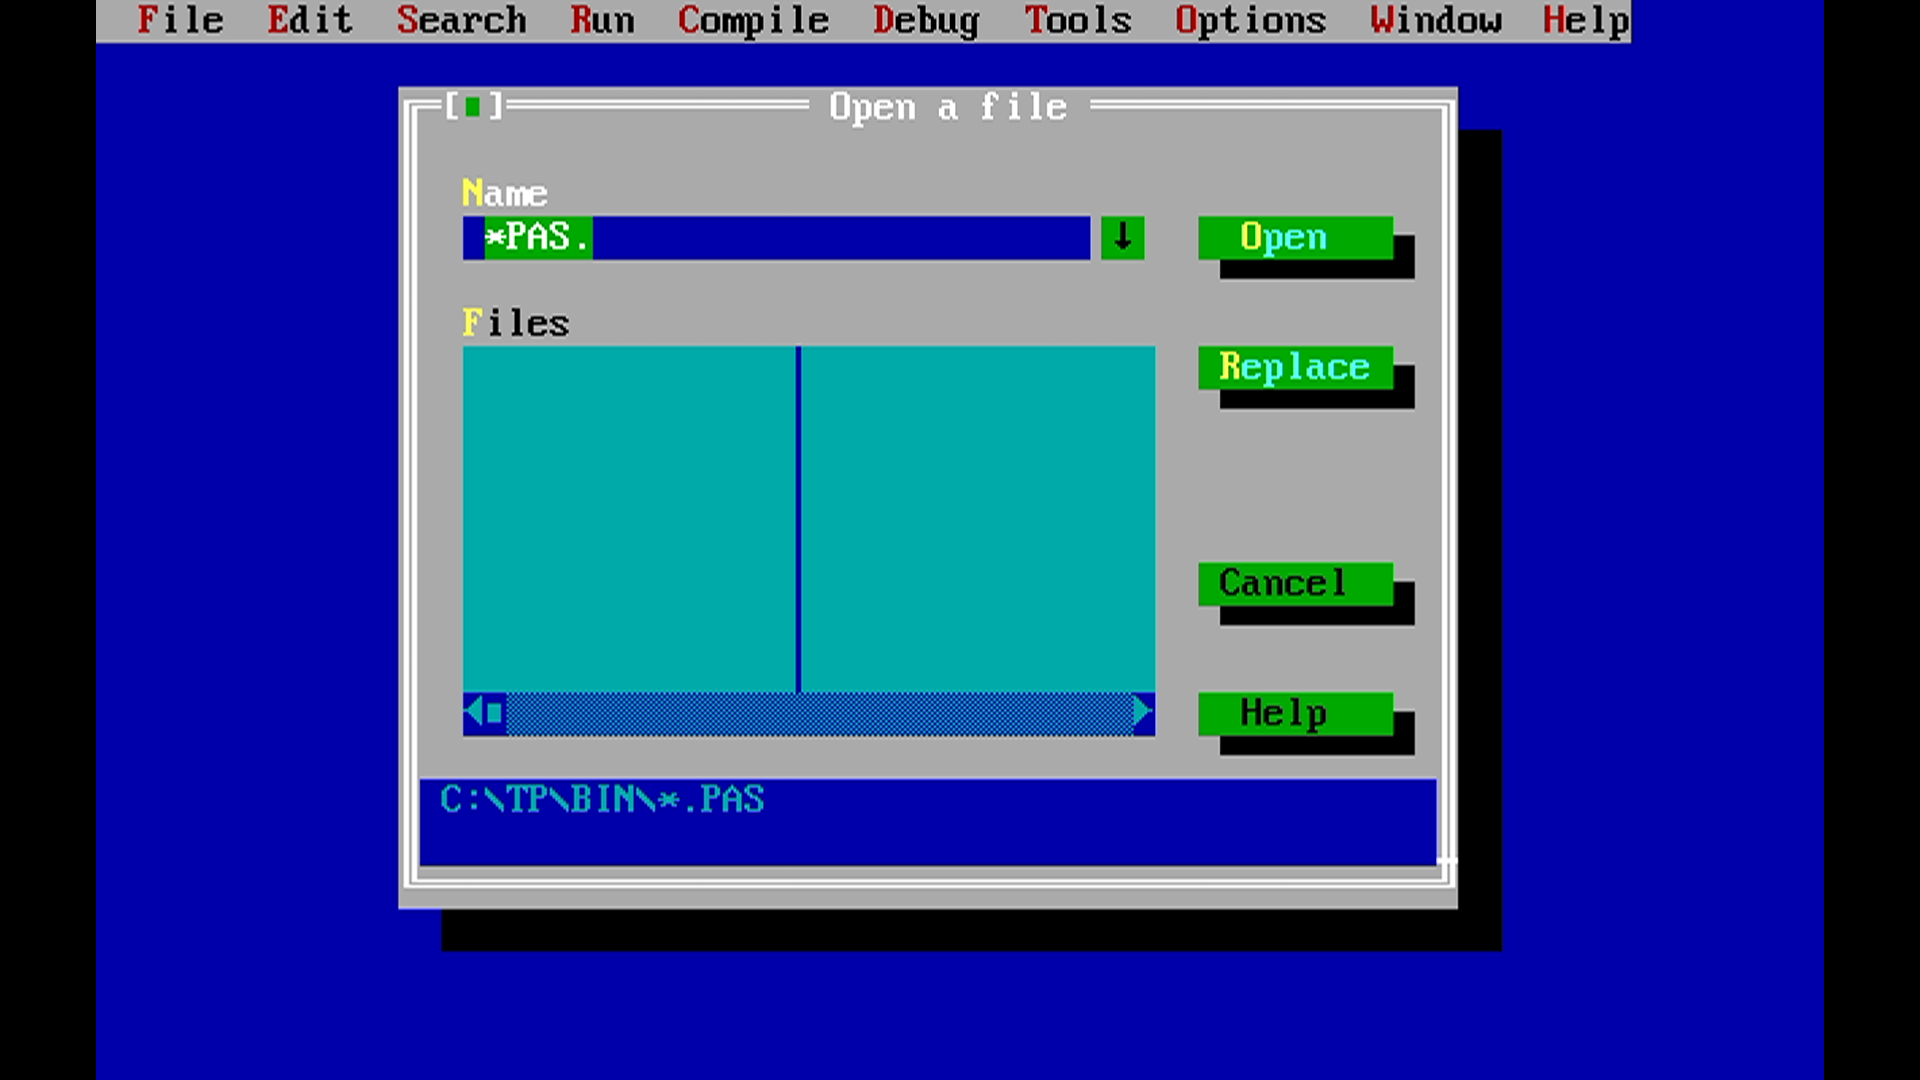 File Edit Search Run Compile Debug Tools Options Window Help
[■] Open a file
Name
*PAS. ↓ Open
Files
Replace
Cancel
Help
C:\TP\BIN\*.PAS